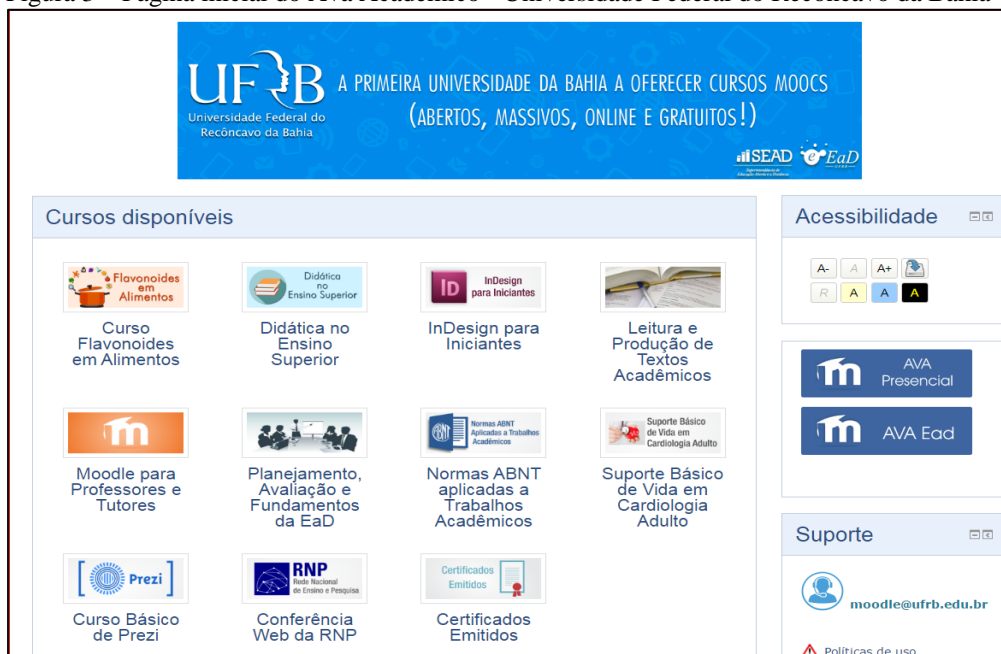 UFRB
Universidade Federal do
Recôncavo da Bahia
A PRIMEIRA UNIVERSIDADE DA BAHIA A OFERECER CURSOS MOOCS
(ABERTOS, MASSIVOS, ONLINE E GRATUITOS!)
SEAD
EaD
Cursos disponíveis
Flavonoides
em
Alimentos
Curso
Flavonoides
em Alimentos
Didática
no
Ensino Superior
Didática no
Ensino
Superior
ID
InDesign
para Iniciantes
InDesign para
Iniciantes
Leitura e
Produção de
Textos
Acadêmicos
Moodle para
Professores e
Tutores
Planejamento,
Avaliação e
Fundamentos
da EaD
ABNT
Normas ABNT
Aplicadas a Trabalhos
Acadêmicos
Normas ABNT
aplicadas a
Trabalhos
Acadêmicos
Suporte Básico
de Vida em
Cardiologia Adulto
Suporte Básico
de Vida em
Cardiologia
Adulto
Prezi
Curso Básico
de Prezi
RNP
Rede Nacional
de Ensino e Pesquisa
Conferência
Web da RNP
Certificados
Emitidos
Certificados
Emitidos
Acessibilidade
A- A A+
R A A A
AVA
Presencial
AVA Ead
Suporte
moodle@ufrb.edu.br
Políticas de uso